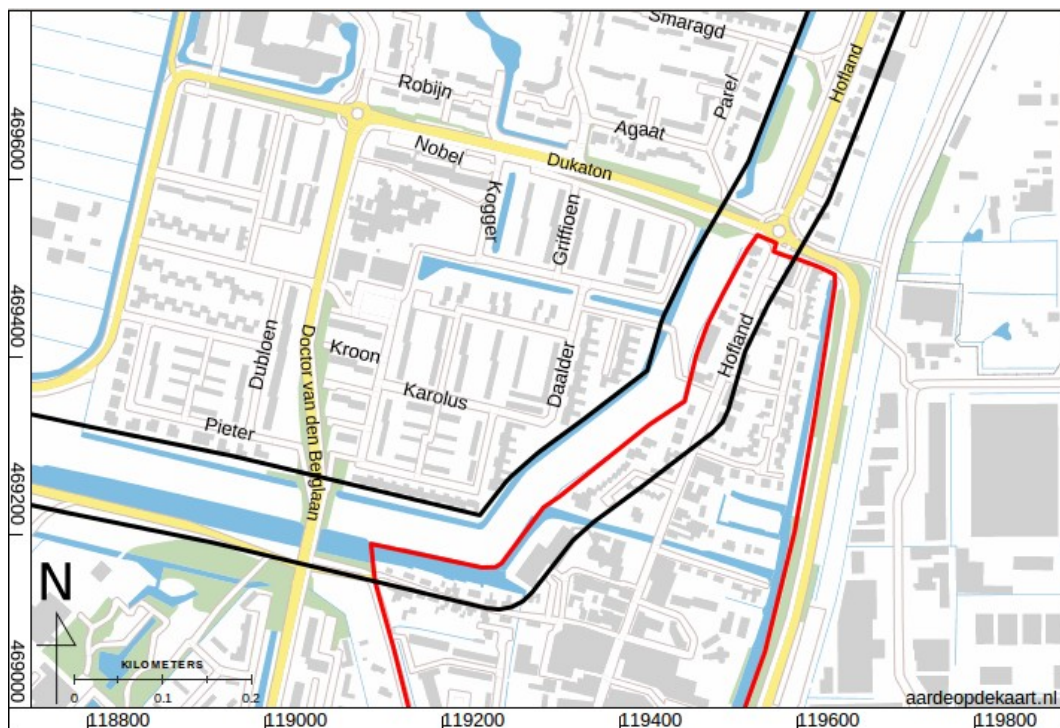 Smaragd
Hofland
Robijn
Parel
Agaat
Nobel
Dukaton
Kogger
Griffioen
469600
469400
Hofland
Dubloen
Doctor van den Berglaan
Kroon
Daalder
Karolus
Pieter
469200
N
KILOMETERS
0 0.1 0.2
469000
aardeopdekaart.nl
118800 119000 119200 119400 119600 119800